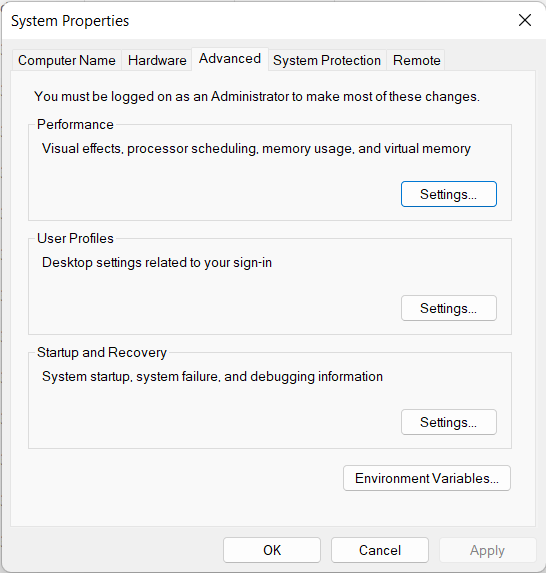 System Properties
Computer Name Hardware Advanced System Protection Remote
You must be logged on as an Administrator to make most of these changes.
Performance
Visual effects, processor scheduling, memory usage, and virtual memory
Settings...
User Profiles
Desktop settings related to your sign-in
Settings...
Startup and Recovery
System startup, system failure, and debugging information
Settings...
Environment Variables...
OK Cancel Apply